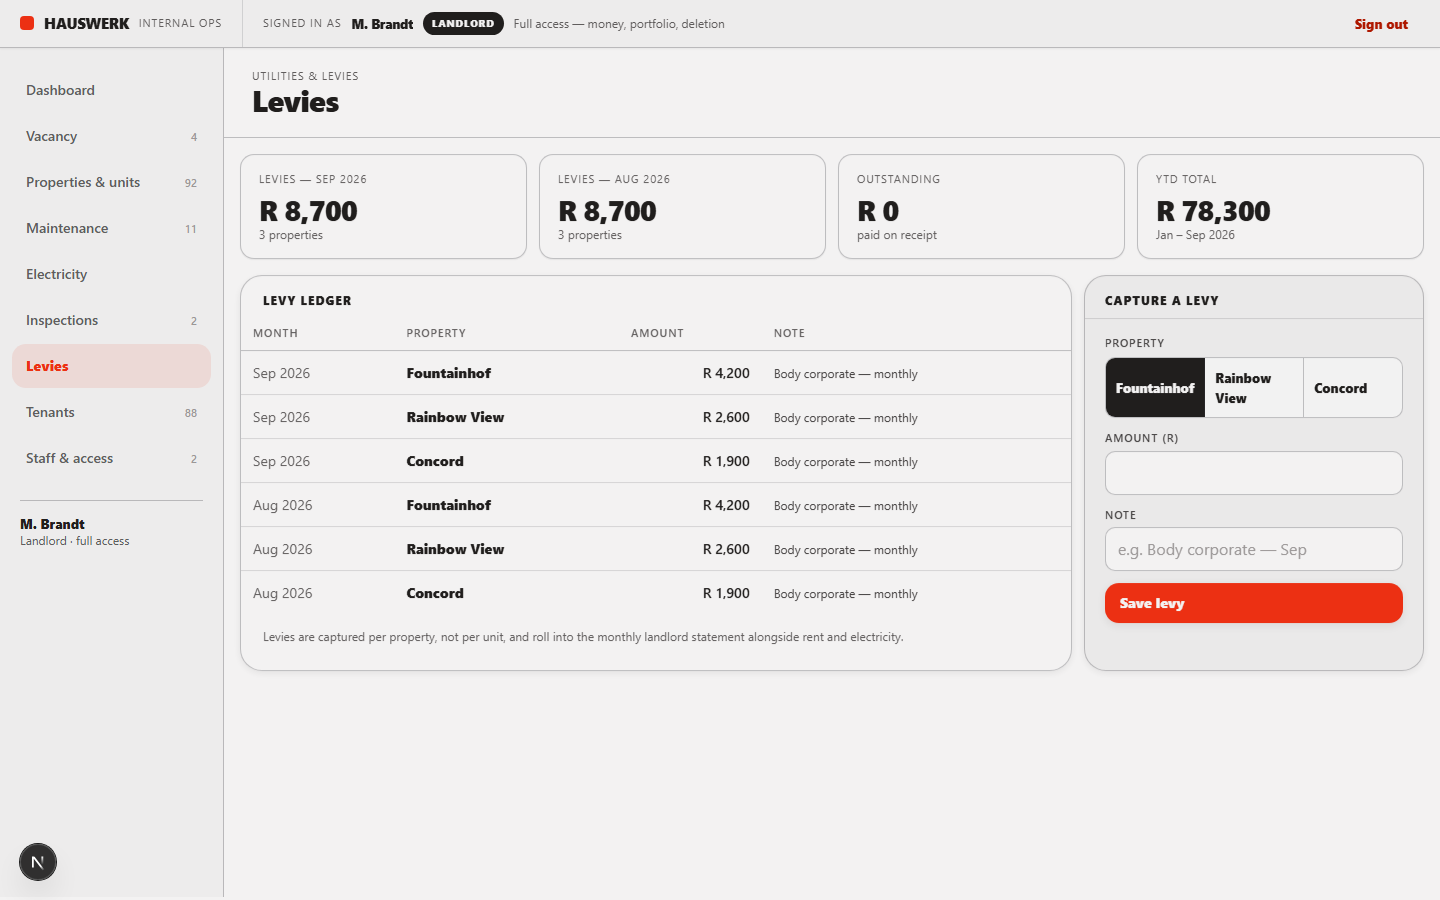 HAUSWERK INTERNAL OPS
SIGNED IN AS M. Brandt LANDLORD Full access — money, portfolio, deletion
Sign out
Dashboard
Vacancy 4
Properties & units 92
Maintenance 11
Electricity
Inspections 2
Levies
Tenants 88
Staff & access 2
M. Brandt
Landlord · full access
N
UTILITIES & LEVIES
Levies
LEVIES — SEP 2026
R 8,700
3 properties
LEVIES — AUG 2026
R 8,700
3 properties
OUTSTANDING
R 0
paid on receipt
YTD TOTAL
R 78,300
Jan – Sep 2026
LEVY LEDGER
MONTH PROPERTY AMOUNT NOTE
Sep 2026 Fountainhof R 4,200 Body corporate — monthly
Sep 2026 Rainbow View R 2,600 Body corporate — monthly
Sep 2026 Concord R 1,900 Body corporate — monthly
Aug 2026 Fountainhof R 4,200 Body corporate — monthly
Aug 2026 Rainbow View R 2,600 Body corporate — monthly
Aug 2026 Concord R 1,900 Body corporate — monthly
Levies are captured per property, not per unit, and roll into the monthly landlord statement alongside rent and electricity.
CAPTURE A LEVY
PROPERTY
Fountainhof
Rainbow
View
Concord
AMOUNT (R)
NOTE
e.g. Body corporate — Sep
Save levy